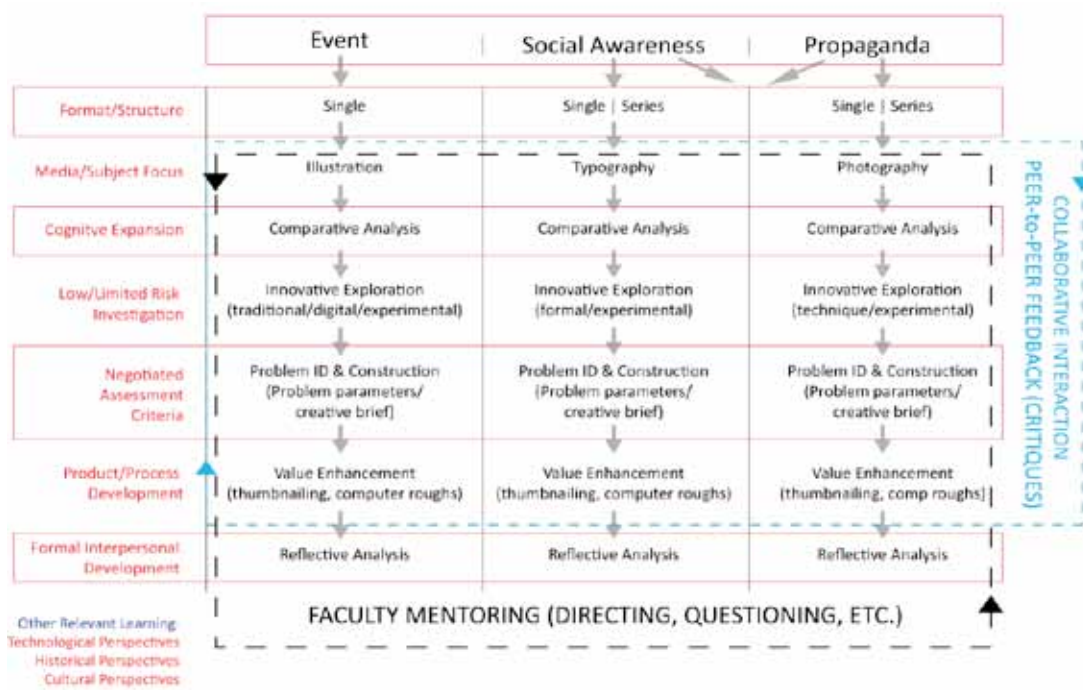 Event | Social Awareness | Propaganda
Format/Structure
Single
Single | Series
Single | Series
Media/Subject Focus
Illustration
Typography
Photography
Cognitve Expansion
Comparative Analysis
Comparative Analysis
Comparative Analysis
Low/Limited Risk
Investigation
Innovative Exploration
(traditional/digital/experimental)
Innovative Exploration
(formal/experimental)
Innovative Exploration
(technique/experimental)
Negotiated
Assessment
Criteria
Problem ID & Construction
(Problem parameters/
creative brief)
Problem ID & Construction
(Problem parameters/
creative brief)
Problem ID & Construction
(Problem parameters/
creative brief)
Product/Process
Development
Value Enhancement
(thumbnailing, computer roughs)
Value Enhancement
(thumbnailing, computer roughs)
Value Enhancement
(thumbnailing, comp roughs)
Formal Interpersonal
Development
Reflective Analysis
Reflective Analysis
Reflective Analysis
COLLABORATIVE INTERACTION
PEER-to-PEER FEEDBACK (CRITIQUES)
FACULTY MENTORING (DIRECTING, QUESTIONING, ETC.)
Other Relevant Learning
Technological Perspectives
Historical Perspectives
Cultural Perspectives